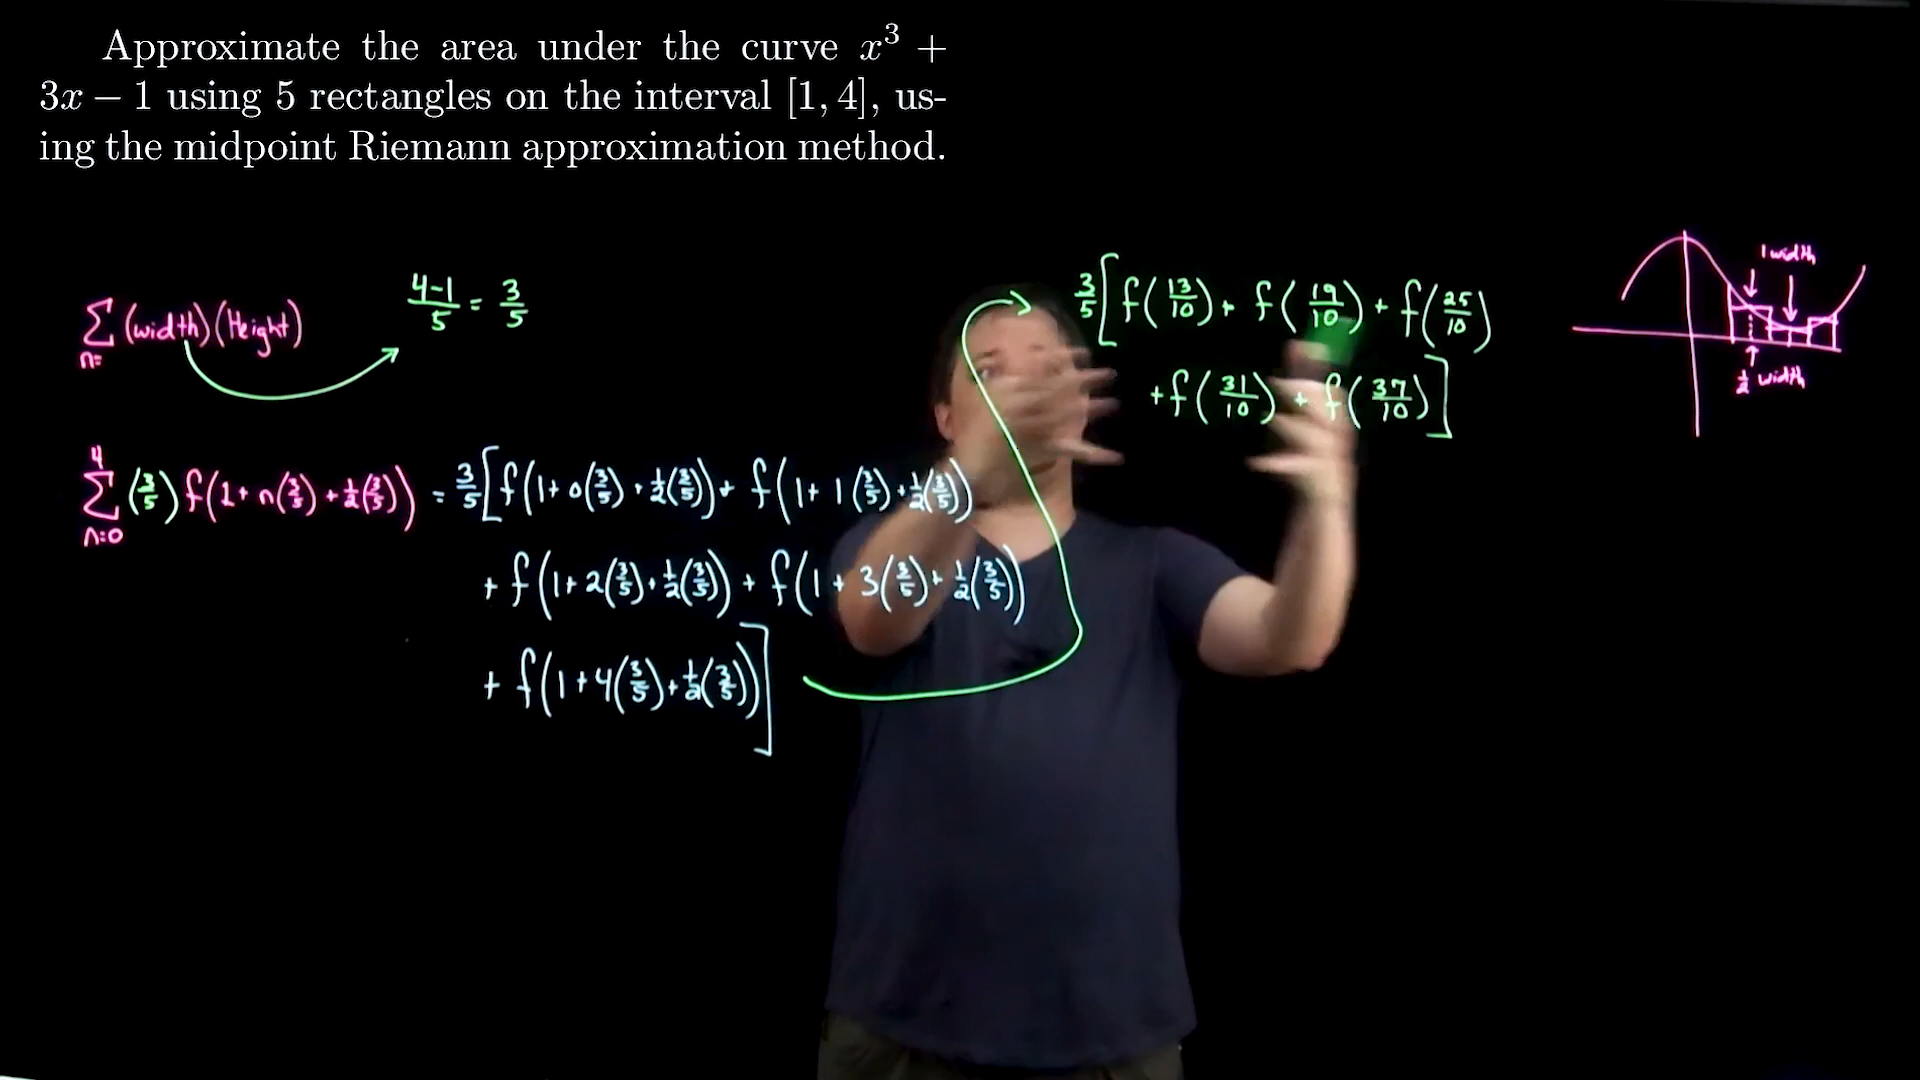 Approximate the area under the curve x³ +
3x − 1 using 5 rectangles on the interval [1, 4], us-
ing the midpoint Riemann approximation method.
∑ (width)(Height)
n=
(4-1)/5 = 3/5
4
∑ (3/5) f(1+n(3/5)+1/2(3/5)) = 3/5[f(1+0(3/5)+1/2(3/5))+ f(1+1(3/5)+1/2(3/5))
n=0
+ f(1+2(3/5)+1/2(3/5)) + f(1+3(3/5)+1/2(3/5))
+ f(1+4(3/5)+1/2(3/5))]
3/5[f(13/10)+ f(19/10)+ f(25/10)
+f(31/10)+ f(37/10)]
1 width
1/2 width